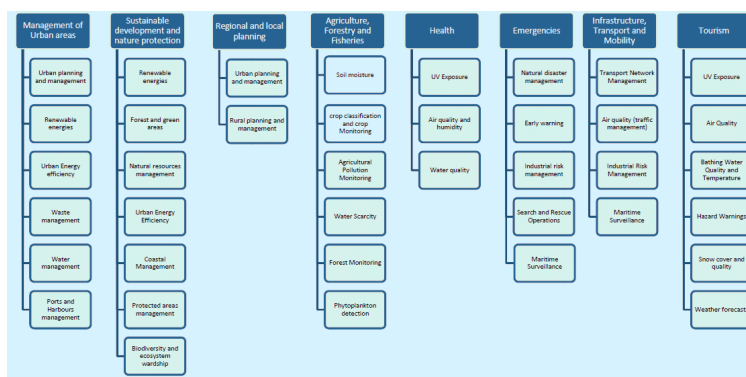 Management of
Urban areas
Urban planning
and management
Renewable
energies
Urban Energy
efficiency
Waste
management
Water
management
Ports and
Harbours
management
Sustainable
development and
nature protection
Renewable
energies
Forest and green
areas
Natural resources
management
Urban Energy
Efficiency
Coastal
Management
Protected areas
management
Biodiversity and
ecosystem
wardship
Regional and local
planning
Urban planning
and management
Rural planning and
management
Agriculture,
Forestry and
Fisheries
Soil moisture
crop classification
and crop
Monitoring
Agricultural
Pollution
Monitoring
Water Scarcity
Forest Monitoring
Phytoplankton
detection
Health
UV Exposure
Air quality and
humidity
Water quality
Emergencies
Natural disaster
management
Early warning
Industrial risk
management
Search and Rescue
Operations
Maritime
Surveillance
Infrastructure,
Transport and
Mobility
Transport Network
Management
Air quality (traffic
management)
Industrial Risk
Management
Maritime
Surveillance
Tourism
UV Exposure
Air Quality
Bathing Water
Quality and
Temperature
Hazard Warnings
Snow cover and
quality
Weather forecast